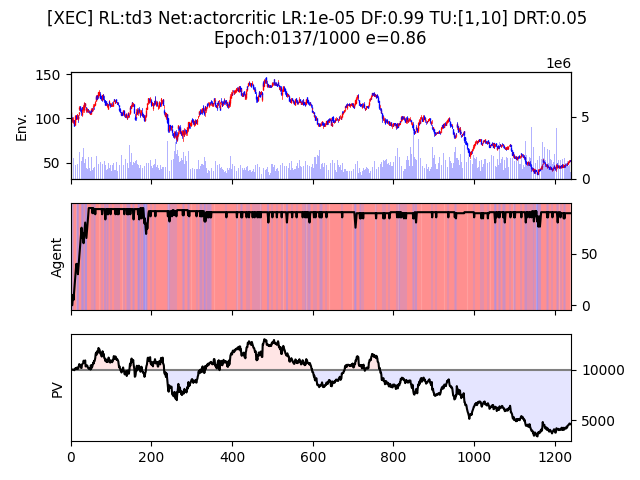 [XEC] RL:td3 Net:actorcritic LR:1e-05 DF:0.99 TU:[1,10] DRT:0.05
Epoch:0137/1000 e=0.86
1e6
150
100
50
Env.
5
0
Agent
50
0
PV
10000
5000
0 200 400 600 800 1000 1200